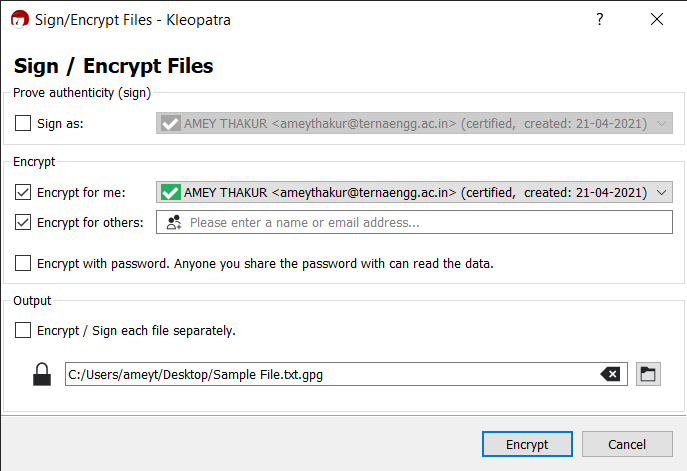 Sign/Encrypt Files - Kleopatra
Sign / Encrypt Files
Prove authenticity (sign)
Sign as: AMEY THAKUR <ameythakur@ternaengg.ac.in> (certified, created: 21-04-2021)
Encrypt
Encrypt for me: AMEY THAKUR <ameythakur@ternaengg.ac.in> (certified, created: 21-04-2021)
Encrypt for others: Please enter a name or email address...
Encrypt with password. Anyone you share the password with can read the data.
Output
Encrypt / Sign each file separately.
C:/Users/ameyt/Desktop/Sample File.txt.gpg
Encrypt Cancel